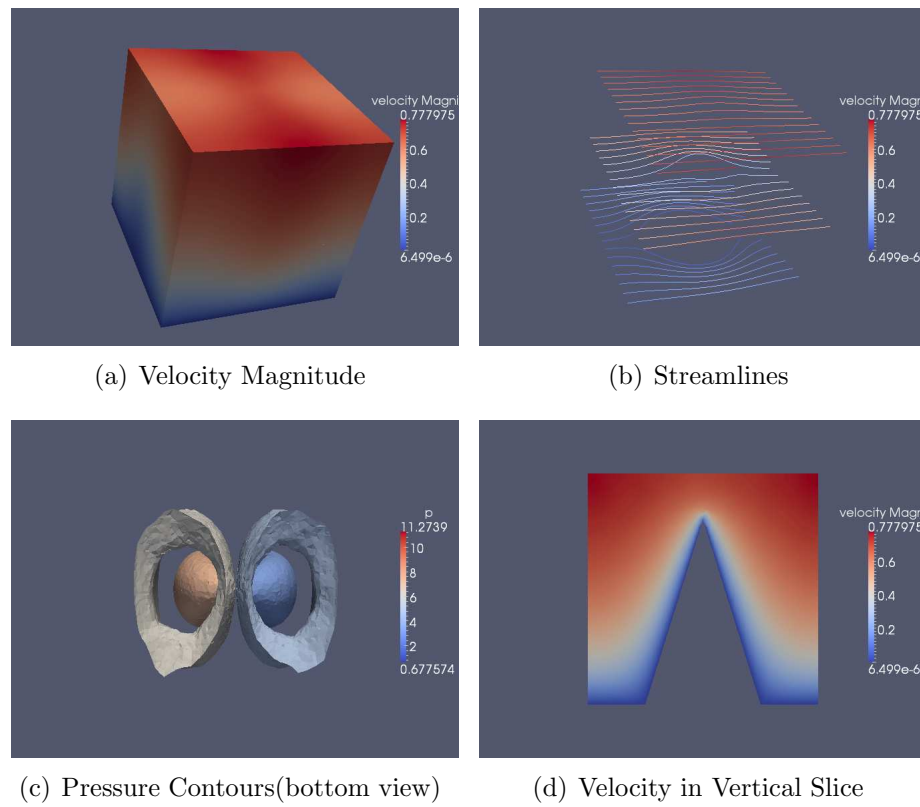 velocity Magni
0.777975
0.6
0.4
0.2
6.499e-6
(a) Velocity Magnitude
velocity Magn
0.777975
0.6
0.4
0.2
6.499e-6
(b) Streamlines
p
11.2739
10
8
6
4
2
0.677574
(c) Pressure Contours(bottom view)
velocity Magr
0.777975
0.6
0.4
0.2
6.499e-6
(d) Velocity in Vertical Slice